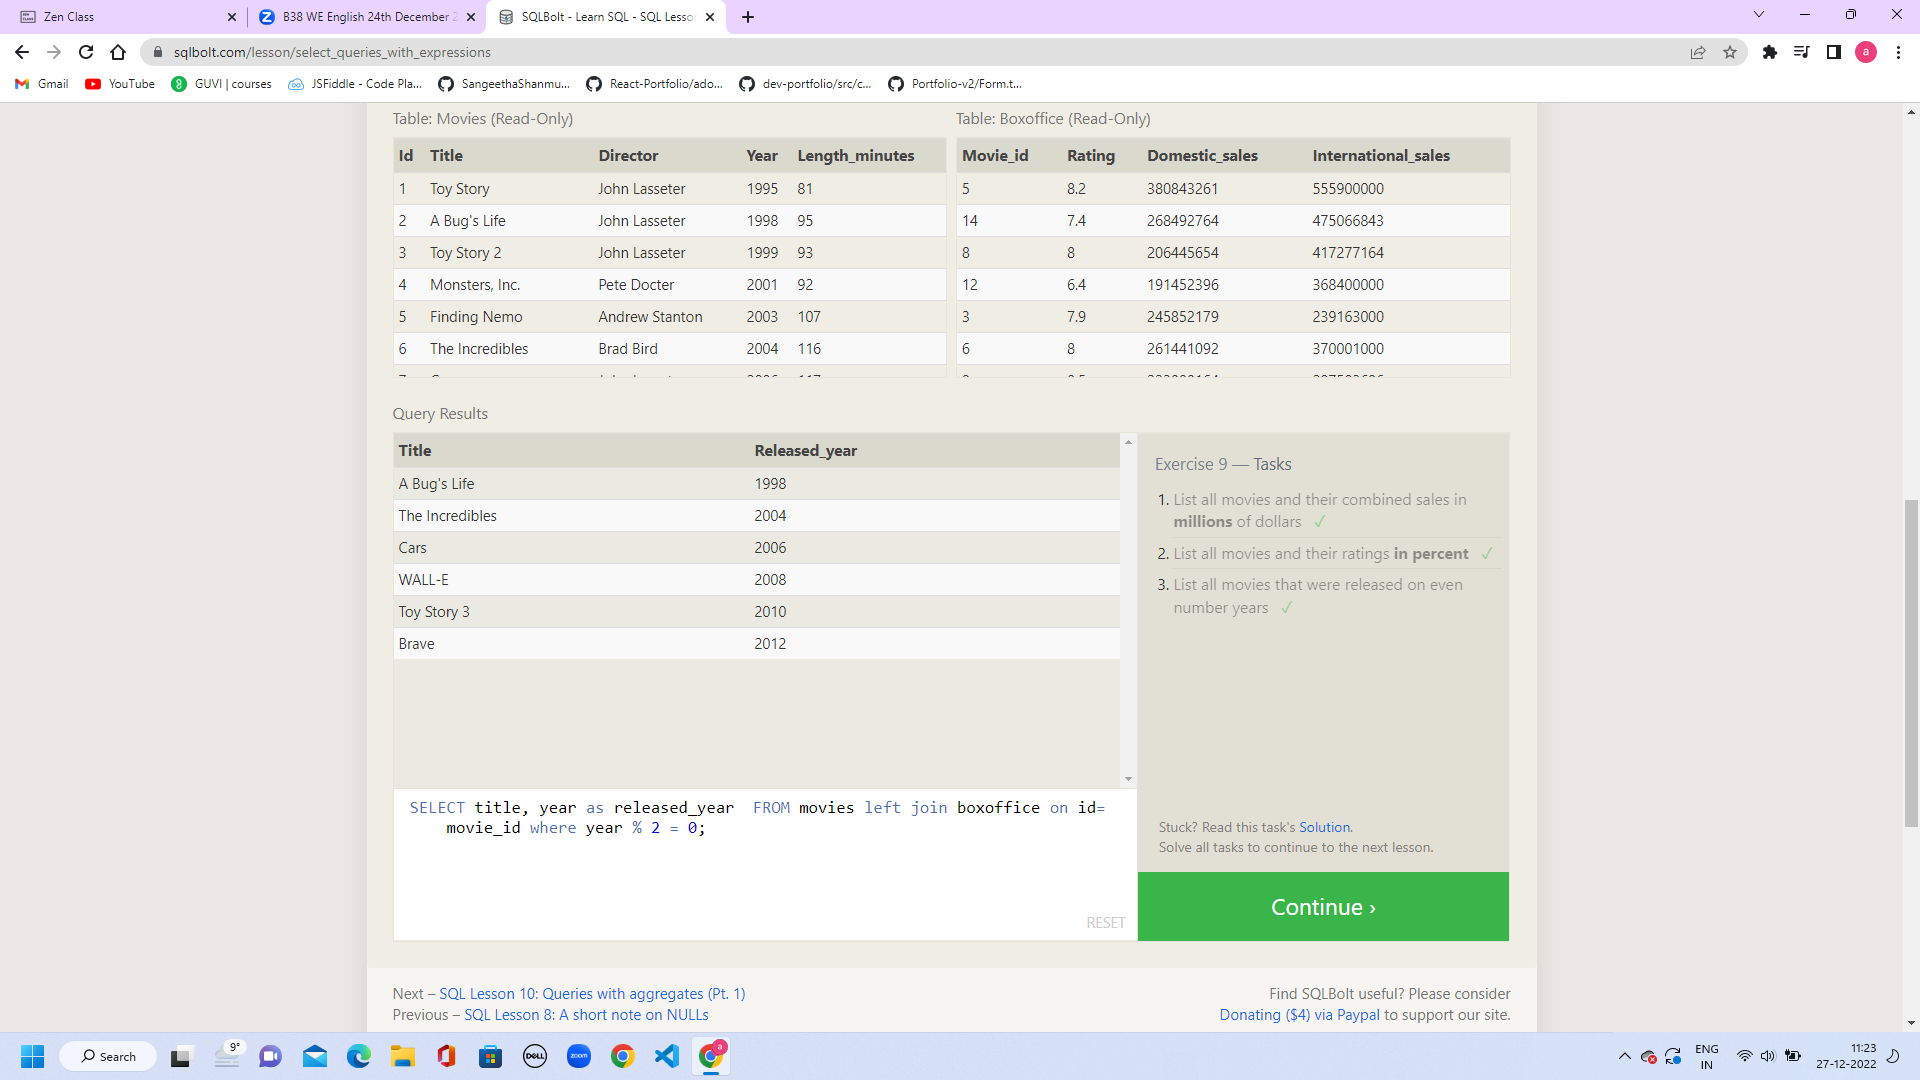 Zen Class
B38 WE English 24th December 2
SQLBolt - Learn SQL - SQL Lesson
sqlbolt.com/lesson/select_queries_with_expressions
a
Gmail
YouTube
GUVI | courses
JSFiddle - Code Pla...
SangeethaShanmu...
React-Portfolio/ado...
dev-portfolio/src/c...
Portfolio-v2/Form.t...
Table: Movies (Read-Only)
Id Title Director Year Length_minutes
1 Toy Story John Lasseter 1995 81
2 A Bug's Life John Lasseter 1998 95
3 Toy Story 2 John Lasseter 1999 93
4 Monsters, Inc. Pete Docter 2001 92
5 Finding Nemo Andrew Stanton 2003 107
6 The Incredibles Brad Bird 2004 116
Table: Boxoffice (Read-Only)
Movie_id Rating Domestic_sales International_sales
5 8.2 380843261 555900000
14 7.4 268492764 475066843
8 8 206445654 417277164
12 6.4 191452396 368400000
3 7.9 245852179 239163000
6 8 261441092 370001000
Query Results
Title Released_year
A Bug's Life 1998
The Incredibles 2004
Cars 2006
WALL-E 2008
Toy Story 3 2010
Brave 2012
SELECT title, year as released_year  FROM movies left join boxoffice on id=
movie_id where year % 2 = 0;
RESET
Exercise 9 — Tasks
1. List all movies and their combined sales in
millions of dollars ✓
2. List all movies and their ratings in percent ✓
3. List all movies that were released on even
number years ✓
Stuck? Read this task's Solution.
Solve all tasks to continue to the next lesson.
Continue ›
Next – SQL Lesson 10: Queries with aggregates (Pt. 1)
Previous – SQL Lesson 8: A short note on NULLs
Find SQLBolt useful? Please consider
Donating ($4) via Paypal to support our site.
Search
9°
DELL
zoom
a
ENG
IN
11:23
27-12-2022